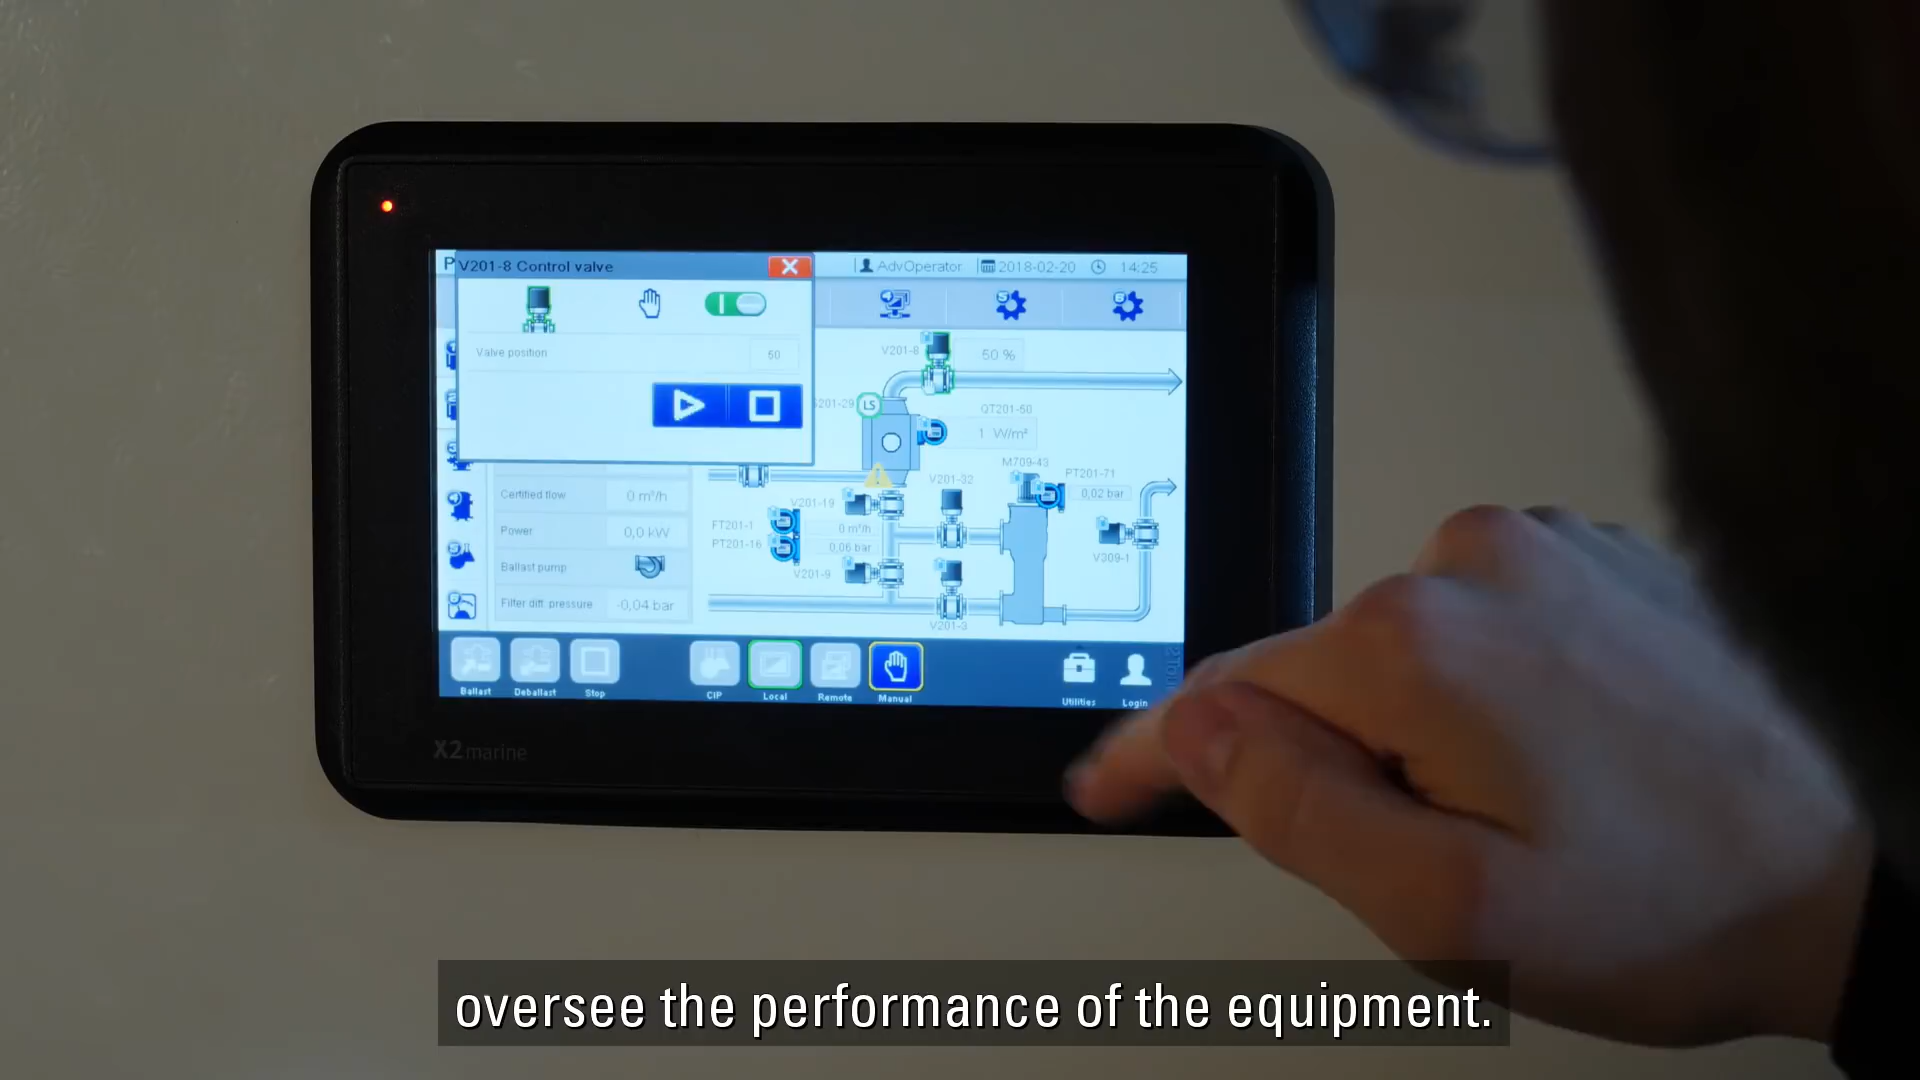 P
V201-8 Control valve
AdvOperator
2018-02-20
14:25
Valve position
50
V201-8
50 %
S201-29
LS
QT201-50
1 W/m²
M709-43
PT201-71
0,02 bar
V201-32
V201-19
FT201-1
0 m³/h
PT201-16
0,06 bar
V201-9
V309-1
V201-3
Certified flow
0 m³/h
Power
0,0 kW
Ballast pump
Filter diff. pressure
-0,04 bar
Ballast
Deballast
Stop
CIP
Local
Remote
Manual
Utilities
Login
X2 marine
oversee the performance of the equipment.